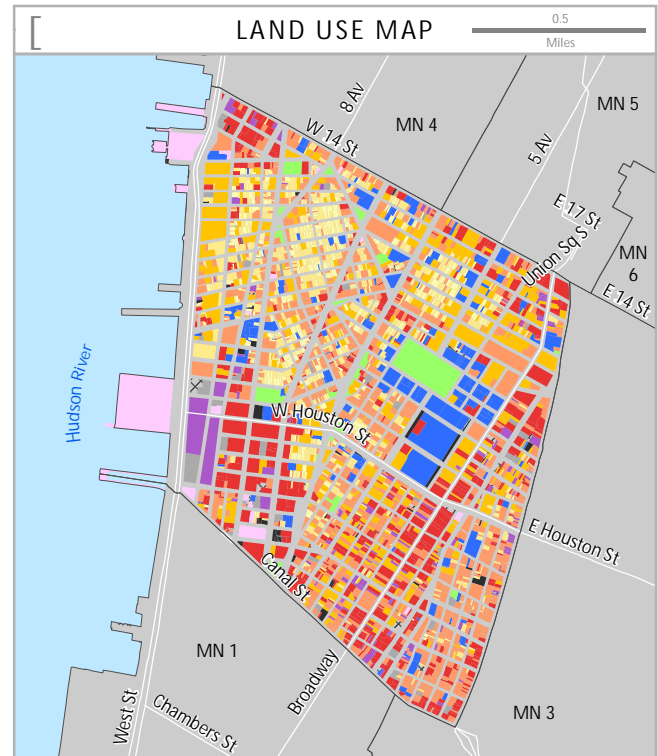 [
LAND USE MAP
0.5
Miles
8 Av
MN 4
5 Av
MN 5
W 14 St
E 17 St
Union Sq S
MN
6
E 14 St
Hudson River
W Houston St
E Houston St
Canal St
MN 1
Broadway
West St
Chambers St
MN 3